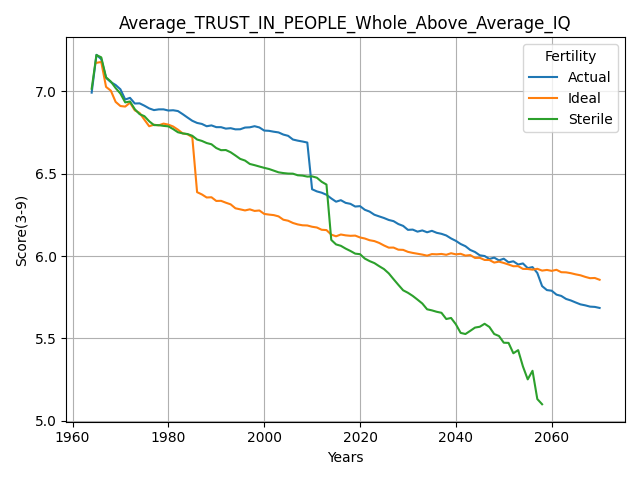 Average_TRUST_IN_PEOPLE_Whole_Above_Average_IQ
Fertility
Actual
Ideal
Sterile
Score(3-9)
7.0
6.5
6.0
5.5
5.0
1960 1980 2000 2020 2040 2060
Years